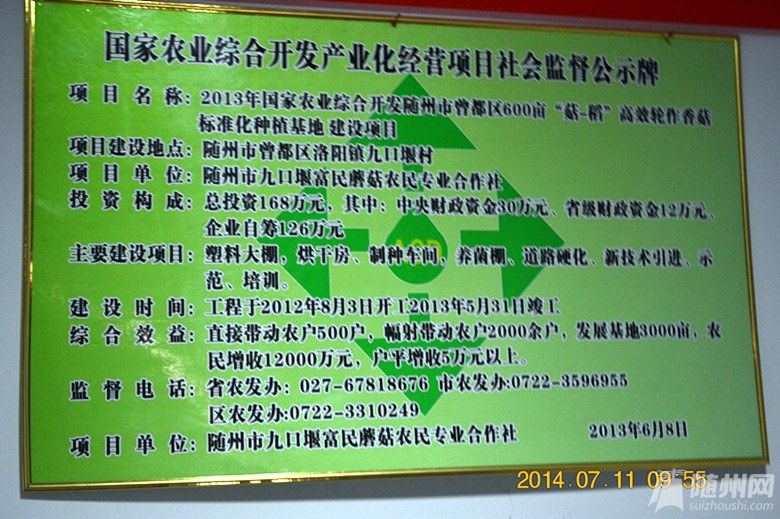 国家农业综合开发产业化经营项目社会监督公示牌
项目名称：2013年国家农业综合开发随州市曾都区600亩“菇-稻”高效轮作香菇
标准化种植基地 建设项目
项目建设地点：随州市曾都区洛阳镇九口堰村
项目单位：随州市九口堰富民蘑菇农民专业合作社
投资构成：总投资168万元，其中：中央财政资金30万元、省级财政资金12万元、
企业自筹126万元
ACD
主要建设项目：塑料大棚，烘干房、制种车间，养菌棚、道路硬化、新技术引进、示
范、培训。
建设时间：工程于2012年8月3日开工2013年5月31日竣工
综合效益：直接带动农户500户，幅射带动农户2000余户，发展基地3000亩，农
民增收12000万元，户平增收5万元以上。
监督电话：省农发办：027-67818676 市农发办:0722-3596955
区农发办:0722-3310249
项目单位：随州市九口堰富民蘑菇农民专业合作社 2013年6月8日
2014.07.11 09:55
随州网
suizhoushi.com